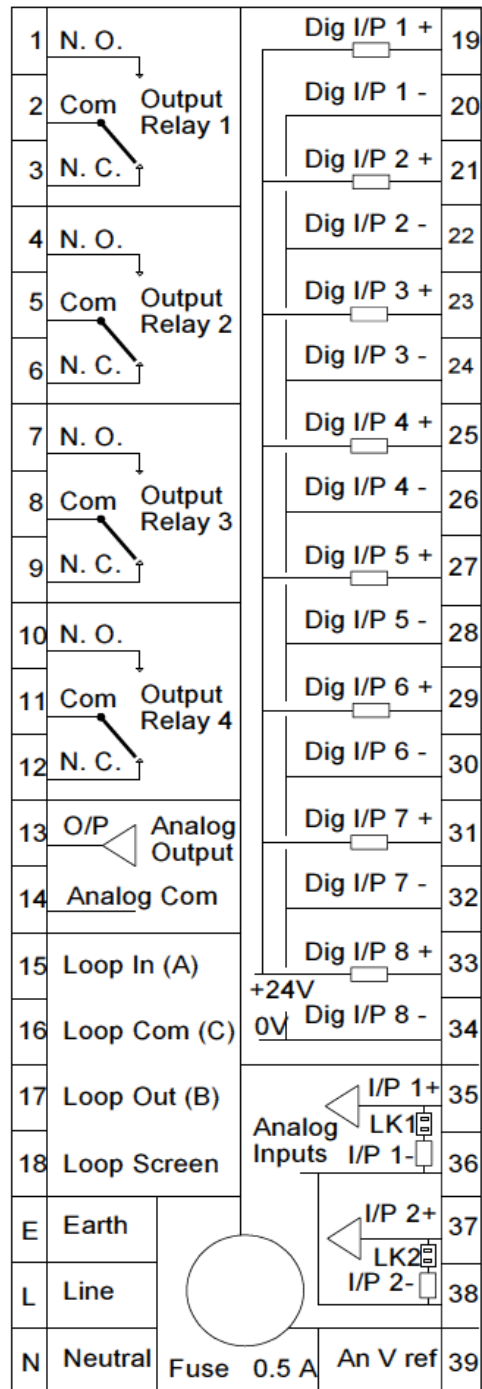 1 N. O.
2 Com Output
Relay 1
3 N. C.
4 N. O.
5 Com Output
Relay 2
6 N. C.
7 N. O.
8 Com Output
Relay 3
9 N. C.
10 N. O.
11 Com Output
Relay 4
12 N. C.
13 O/P Analog
Output
14 Analog Com
15 Loop In (A)
16 Loop Com (C)
17 Loop Out (B)
18 Loop Screen
E Earth
L Line
N Neutral
Fuse 0.5 A
Dig I/P 1 + 19
Dig I/P 1 - 20
Dig I/P 2 + 21
Dig I/P 2 - 22
Dig I/P 3 + 23
Dig I/P 3 - 24
Dig I/P 4 + 25
Dig I/P 4 - 26
Dig I/P 5 + 27
Dig I/P 5 - 28
Dig I/P 6 + 29
Dig I/P 6 - 30
Dig I/P 7 + 31
Dig I/P 7 - 32
Dig I/P 8 + 33
+24V
0V Dig I/P 8 - 34
Analog
Inputs
I/P 1+ 35
LK1
I/P 1- 36
I/P 2+ 37
LK2
I/P 2- 38
An V ref 39